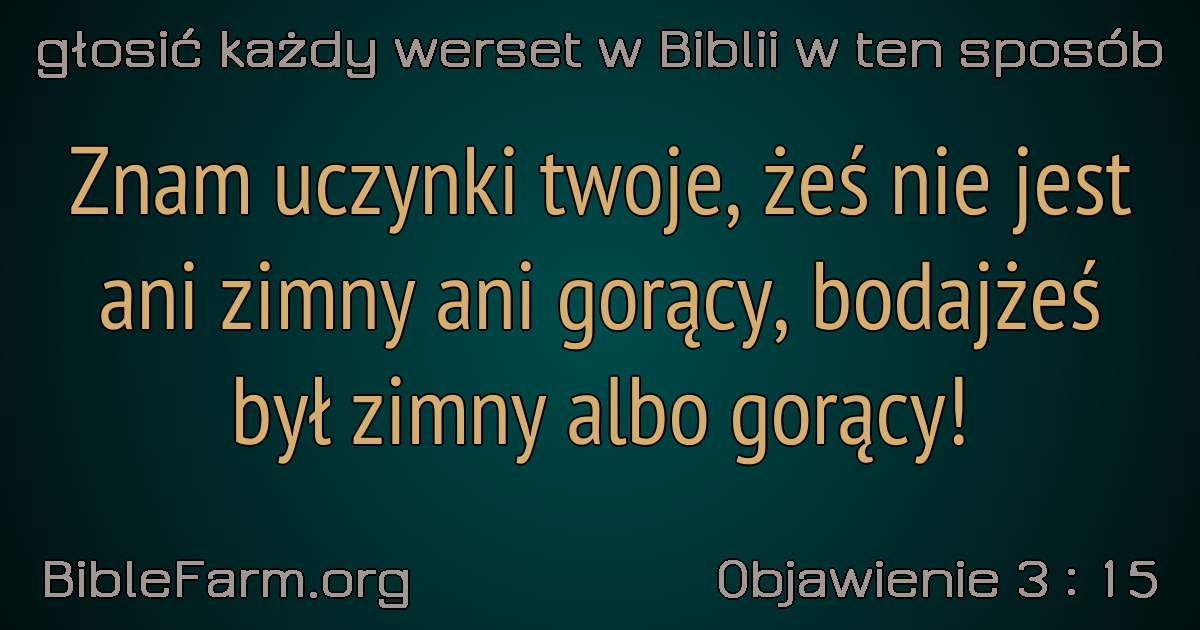 głosić każdy werset w Biblii w ten sposób
Znam uczynki twoje, żeś nie jest
ani zimny ani gorący, bodajżeś
był zimny albo gorący!
BibleFarm.org
Objawienie 3 : 15